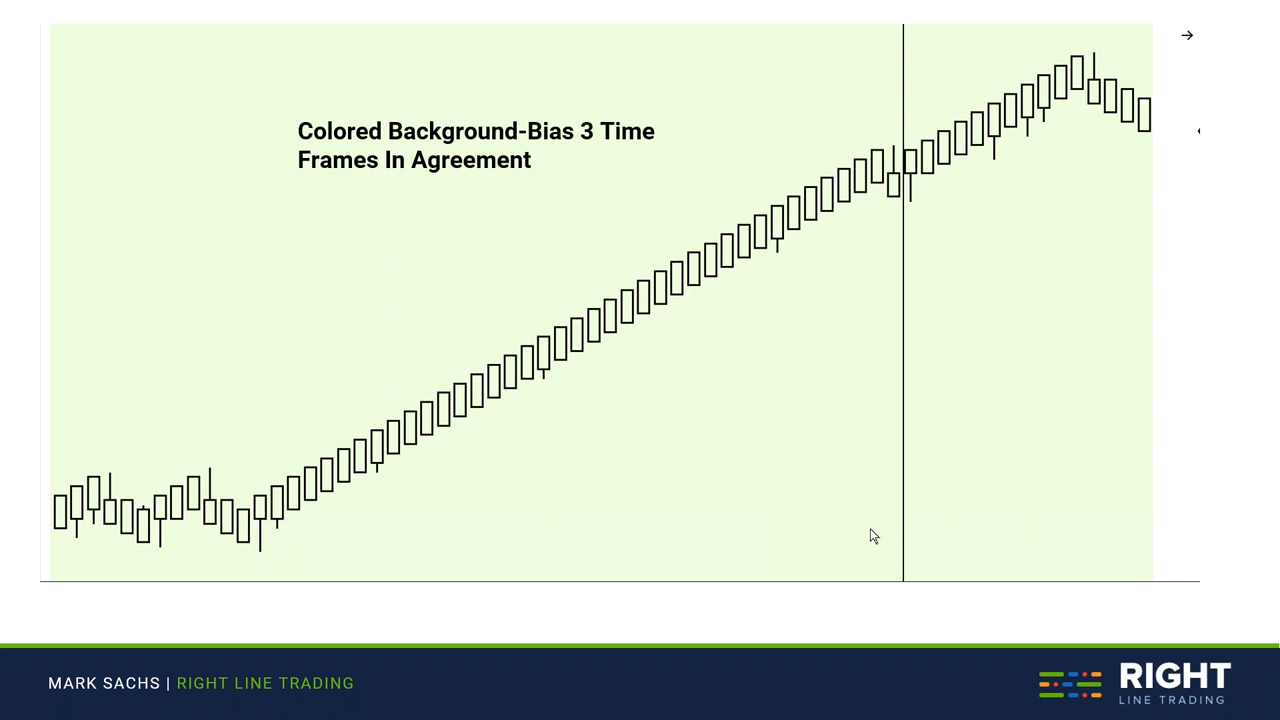 Colored Background-Bias 3 Time
Frames In Agreement
MARK SACHS | RIGHT LINE TRADING
RIGHT
LINE TRADING